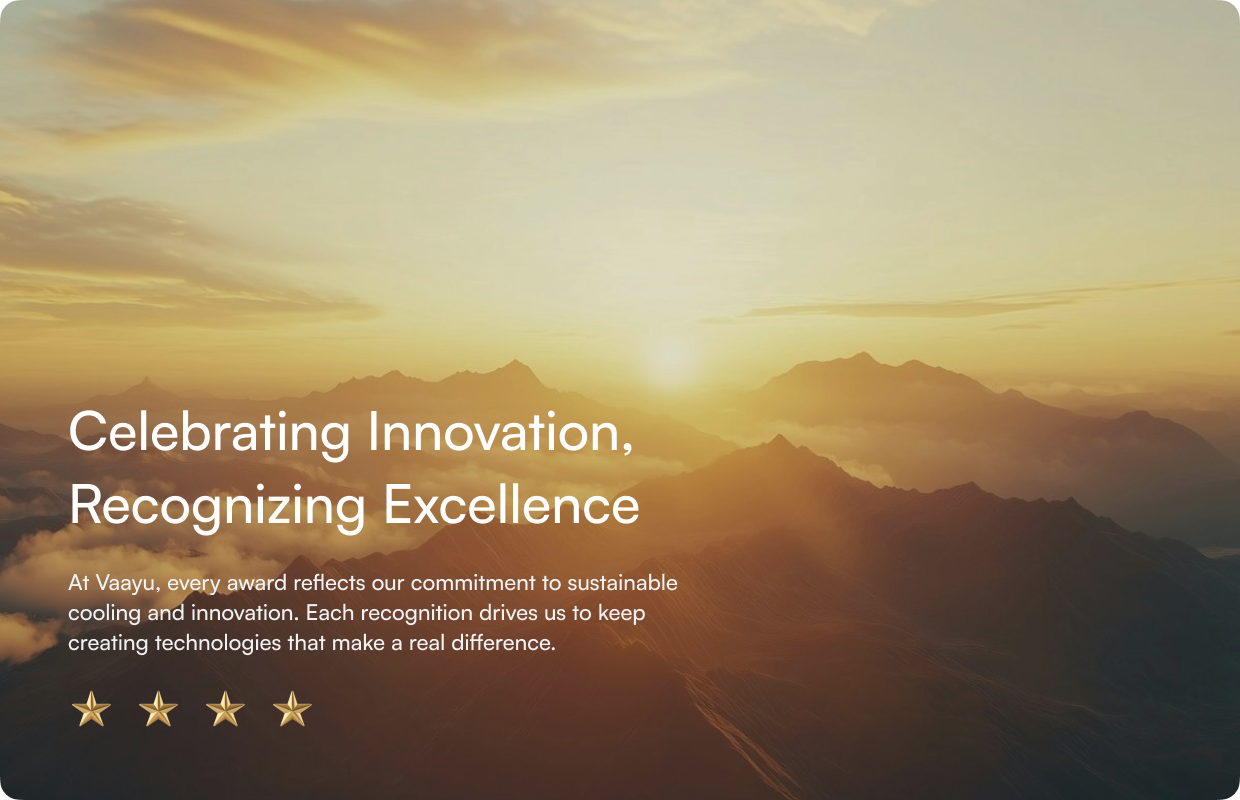 Celebrating Innovation,
Recognizing Excellence
At Vaayu, every award reflects our commitment to sustainable
cooling and innovation. Each recognition drives us to keep
creating technologies that make a real difference.